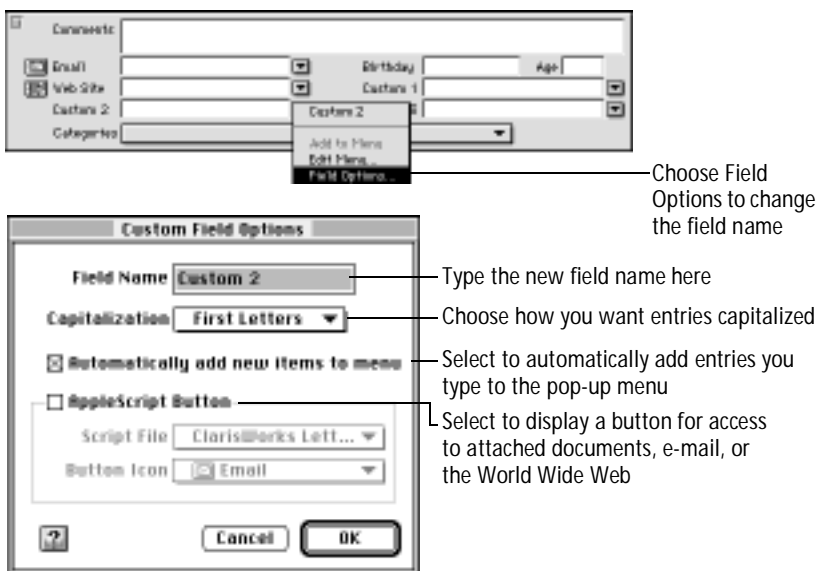 Comments
Email Birthday Age
Web Site Custom 1
Custom 2
Custom 2
Categories
Add to Menu
Edit Menu...
Field Options...
Choose Field
Options to change
the field name
Custom Field Options
Field Name Custom 2
Type the new field name here
Capitalization First Letters
Choose how you want entries capitalized
Automatically add new items to menu
Select to automatically add entries you
type to the pop-up menu
AppleScript Button
Select to display a button for access
to attached documents, e-mail, or
the World Wide Web
Script File ClarisWorks Lett...
Button Icon Email
?
Cancel OK